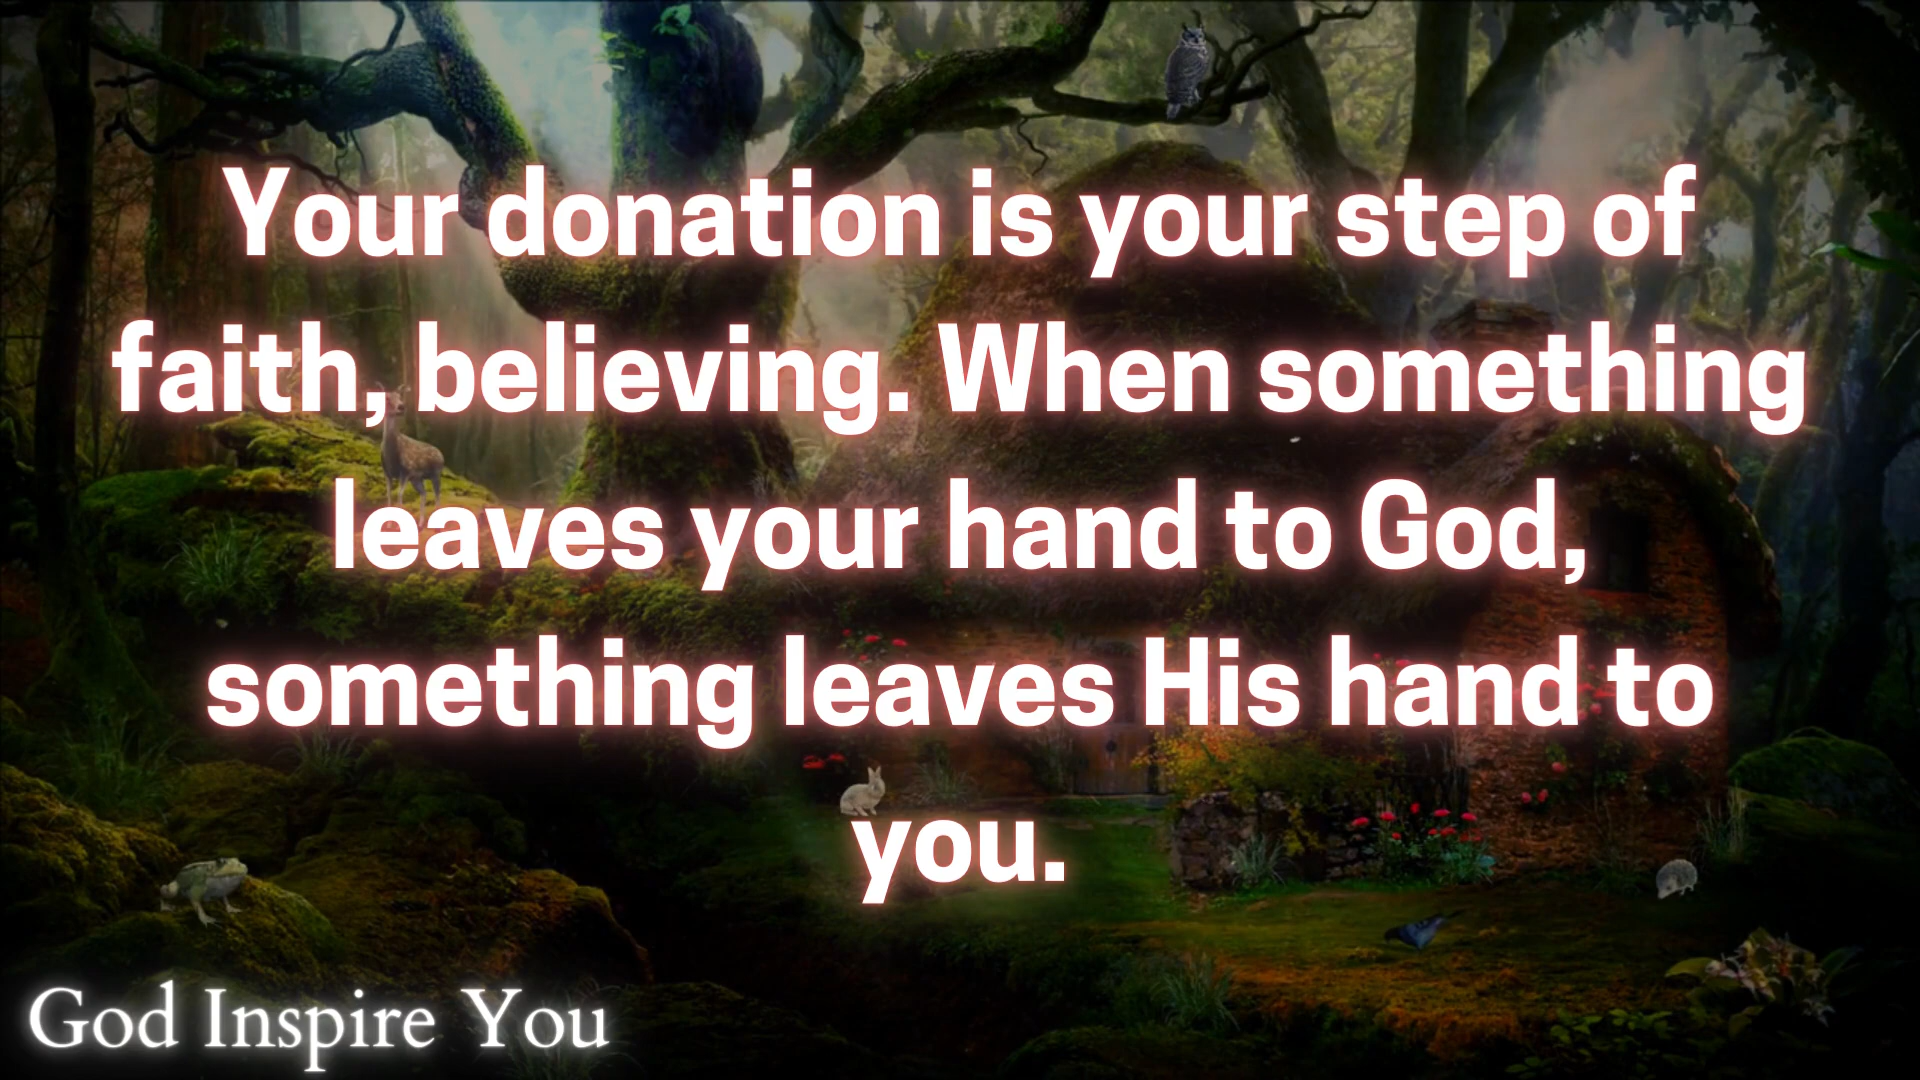 Your donation is your step of
faith, believing. When something
leaves your hand to God,
something leaves His hand to
you.
God Inspire You